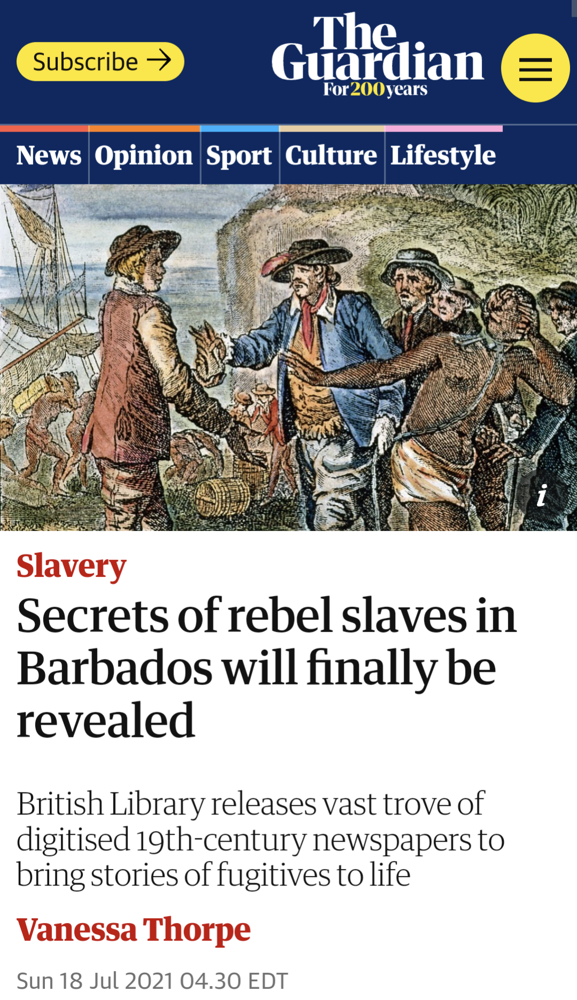 Subscribe →
The
Guardian
For 200 years
News Opinion Sport Culture Lifestyle
i
Slavery
Secrets of rebel slaves in
Barbados will finally be
revealed
British Library releases vast trove of
digitised 19th-century newspapers to
bring stories of fugitives to life
Vanessa Thorpe
Sun 18 Jul 2021 04.30 EDT